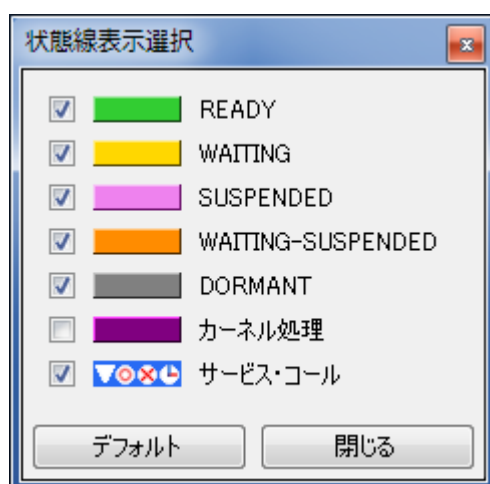 状態線表示選択
READY
WAITING
SUSPENDED
WAITING-SUSPENDED
DORMANT
カーネル処理
サービス・コール
デフォルト
閉じる